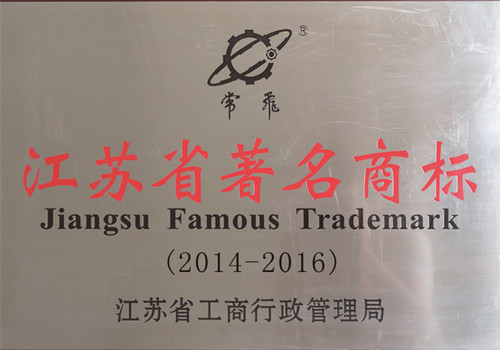 ®
常飛
江苏省著名商标
Jiangsu Famous Trademark
(2014-2016)
江苏省工商行政管理局